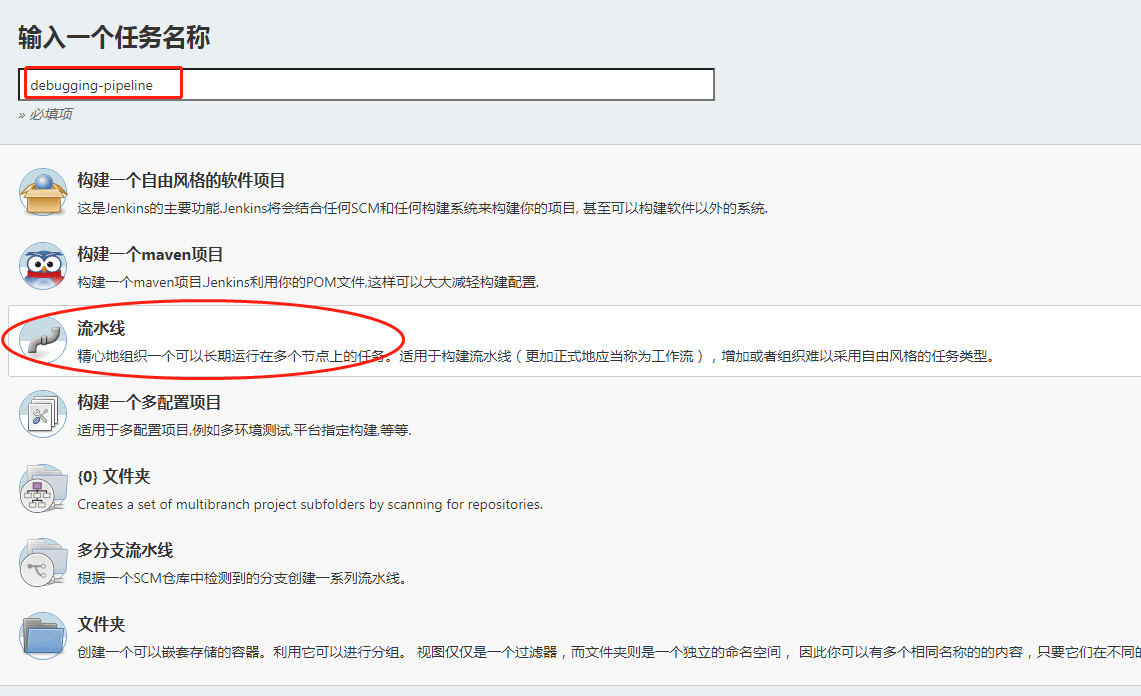 输入一个任务名称
debugging-pipeline
» 必填项
构建一个自由风格的软件项目
这是Jenkins的主要功能.Jenkins将会结合任何SCM和任何构建系统来构建你的项目, 甚至可以构建软件以外的系统.
构建一个maven项目
构建一个maven项目.Jenkins利用你的POM文件,这样可以大大减轻构建配置.
流水线
精心地组织一个可以长期运行在多个节点上的任务。适用于构建流水线（更加正式地应当称为工作流），增加或者组织难以采用自由风格的任务类型。
构建一个多配置项目
适用于多配置项目,例如多环境测试,平台指定构建,等等.
{0} 文件夹
Creates a set of multibranch project subfolders by scanning for repositories.
多分支流水线
根据一个SCM仓库中检测到的分支创建一系列流水线。
文件夹
创建一个可以嵌套存储的容器。利用它可以进行分组。 视图仅仅是一个过滤器，而文件夹则是一个独立的命名空间， 因此你可以有多个相同名称的的内容，只要它们在不同的